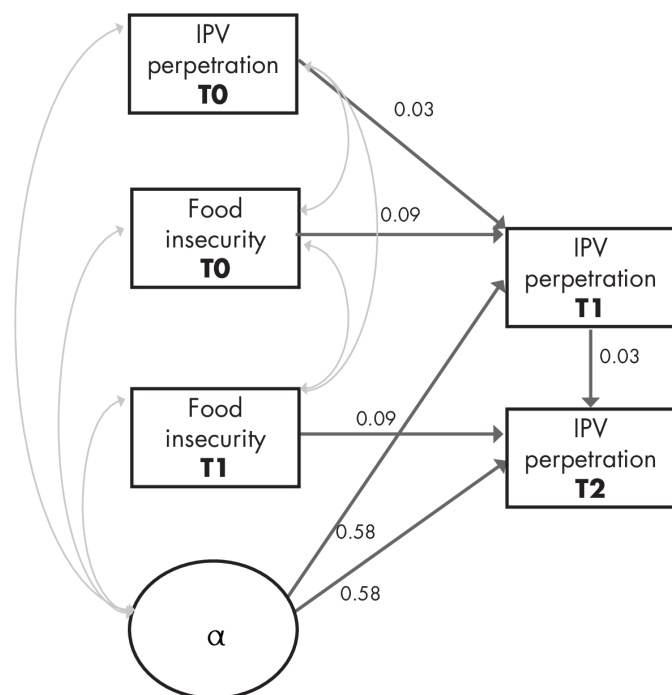 IPV
perpetration
T0
0.03
Food
insecurity
T0
0.09
IPV
perpetration
T1
0.03
Food
insecurity
T1
0.09
IPV
perpetration
T2
0.58
0.58
α